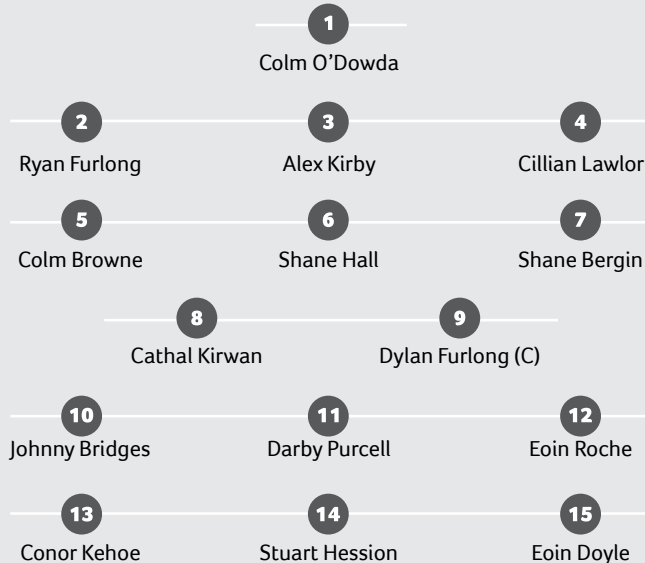 1
Colm O'Dowda
2 3 4
Ryan Furlong Alex Kirby Cillian Lawlor
5 6 7
Colm Browne Shane Hall Shane Bergin
8 9
Cathal Kirwan Dylan Furlong (C)
10 11 12
Johnny Bridges Darby Purcell Eoin Roche
13 14 15
Conor Kehoe Stuart Hession Eoin Doyle